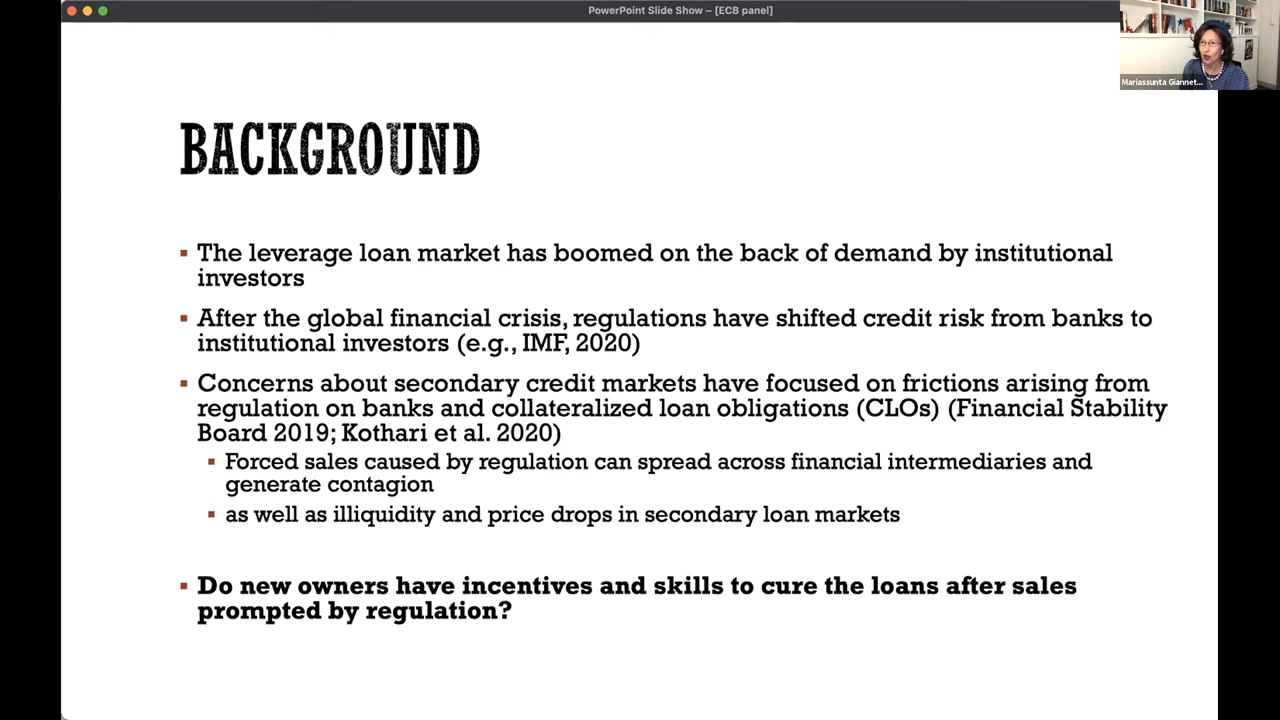 PowerPoint Slide Show – [ECB panel]
Mariassunta Giannet...
BACKGROUND
▪ The leverage loan market has boomed on the back of demand by institutional
investors
▪ After the global financial crisis, regulations have shifted credit risk from banks to
institutional investors (e.g., IMF, 2020)
▪ Concerns about secondary credit markets have focused on frictions arising from
regulation on banks and collateralized loan obligations (CLOs) (Financial Stability
Board 2019; Kothari et al. 2020)
▪ Forced sales caused by regulation can spread across financial intermediaries and
generate contagion
▪ as well as illiquidity and price drops in secondary loan markets
▪ Do new owners have incentives and skills to cure the loans after sales
prompted by regulation?